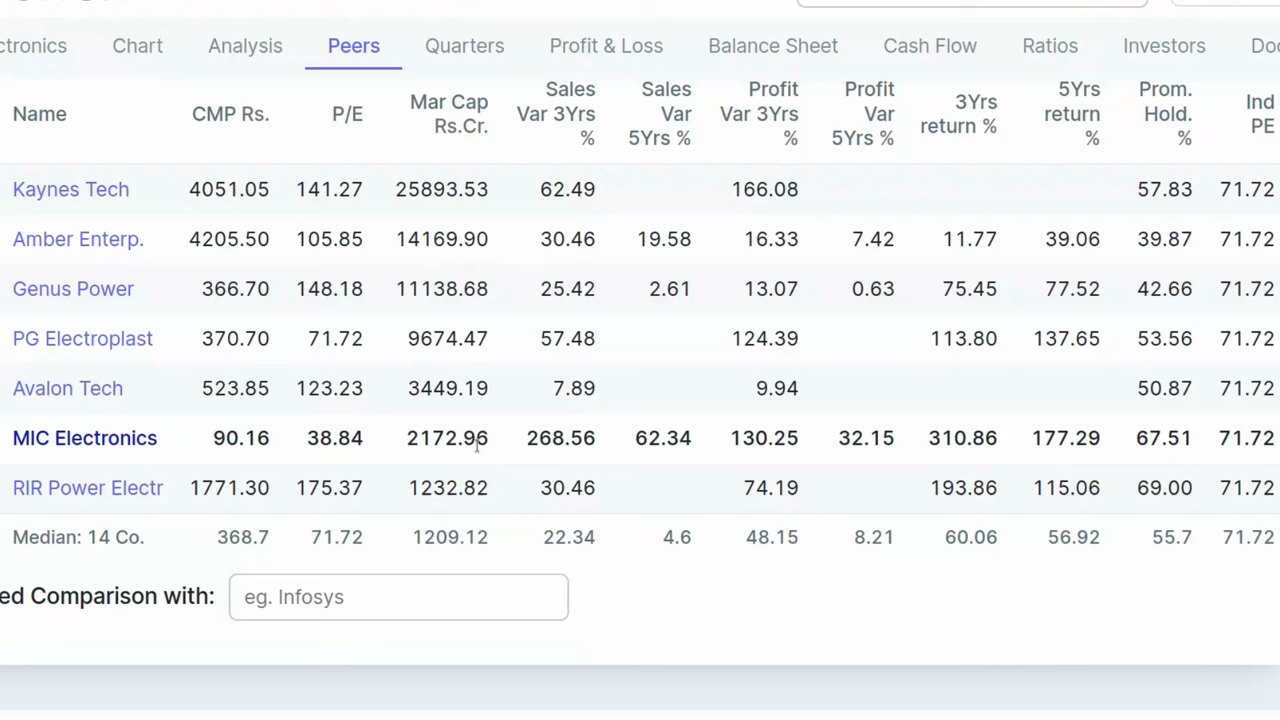 ctronics Chart Analysis Peers Quarters Profit & Loss Balance Sheet Cash Flow Ratios Investors Doc
Name CMP Rs. P/E Mar Cap Rs.Cr. Sales Var 3Yrs % Sales Var 5Yrs % Profit Var 3Yrs % Profit Var 5Yrs % 3Yrs return % 5Yrs return % Prom. Hold. % Ind PE
Kaynes Tech 4051.05 141.27 25893.53 62.49 166.08 57.83 71.72
Amber Enterp. 4205.50 105.85 14169.90 30.46 19.58 16.33 7.42 11.77 39.06 39.87 71.72
Genus Power 366.70 148.18 11138.68 25.42 2.61 13.07 0.63 75.45 77.52 42.66 71.72
PG Electroplast 370.70 71.72 9674.47 57.48 124.39 113.80 137.65 53.56 71.72
Avalon Tech 523.85 123.23 3449.19 7.89 9.94 50.87 71.72
MIC Electronics 90.16 38.84 2172.96 268.56 62.34 130.25 32.15 310.86 177.29 67.51 71.72
RIR Power Electr 1771.30 175.37 1232.82 30.46 74.19 193.86 115.06 69.00 71.72
Median: 14 Co. 368.7 71.72 1209.12 22.34 4.6 48.15 8.21 60.06 56.92 55.7 71.72
ed Comparison with: eg. Infosys